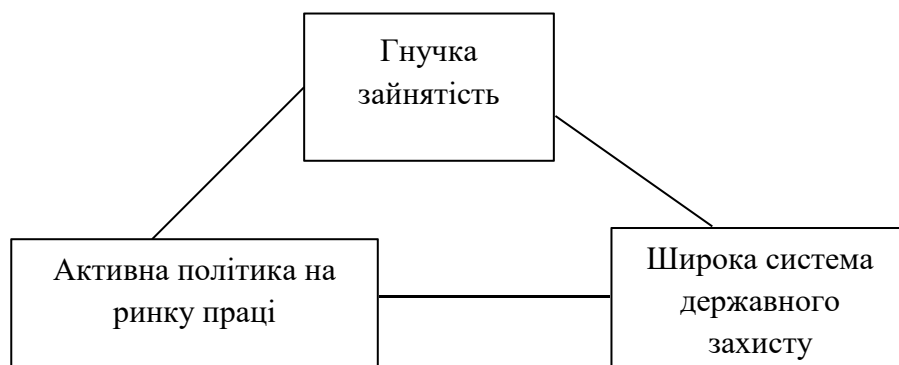 Гнучка
зайнятість
Активна політика на
ринку праці
Широка система
державного
захисту